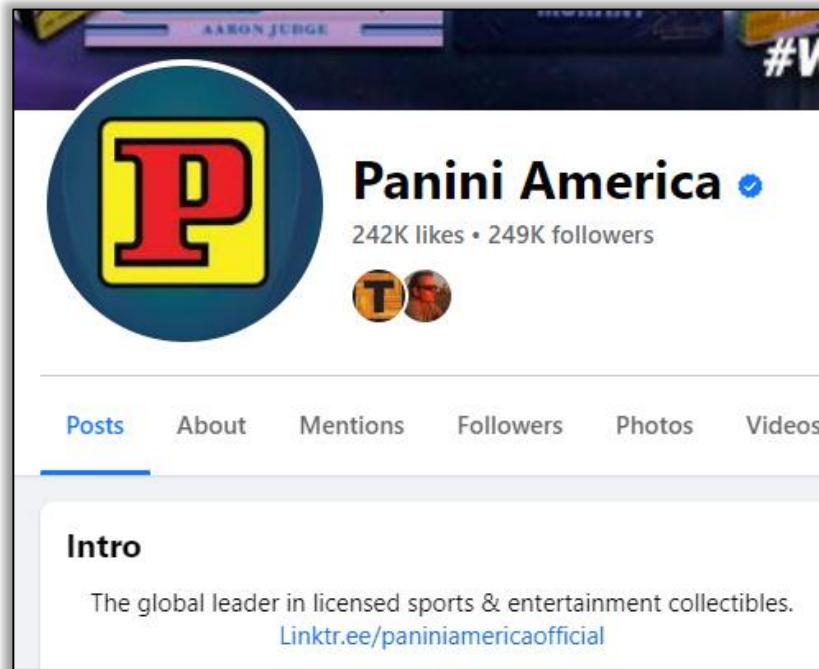 AARON JUDGE
#W
P
Panini America
242K likes • 249K followers
T
Posts About Mentions Followers Photos Videos
Intro
The global leader in licensed sports & entertainment collectibles.
Linktr.ee/paniniamericaofficial